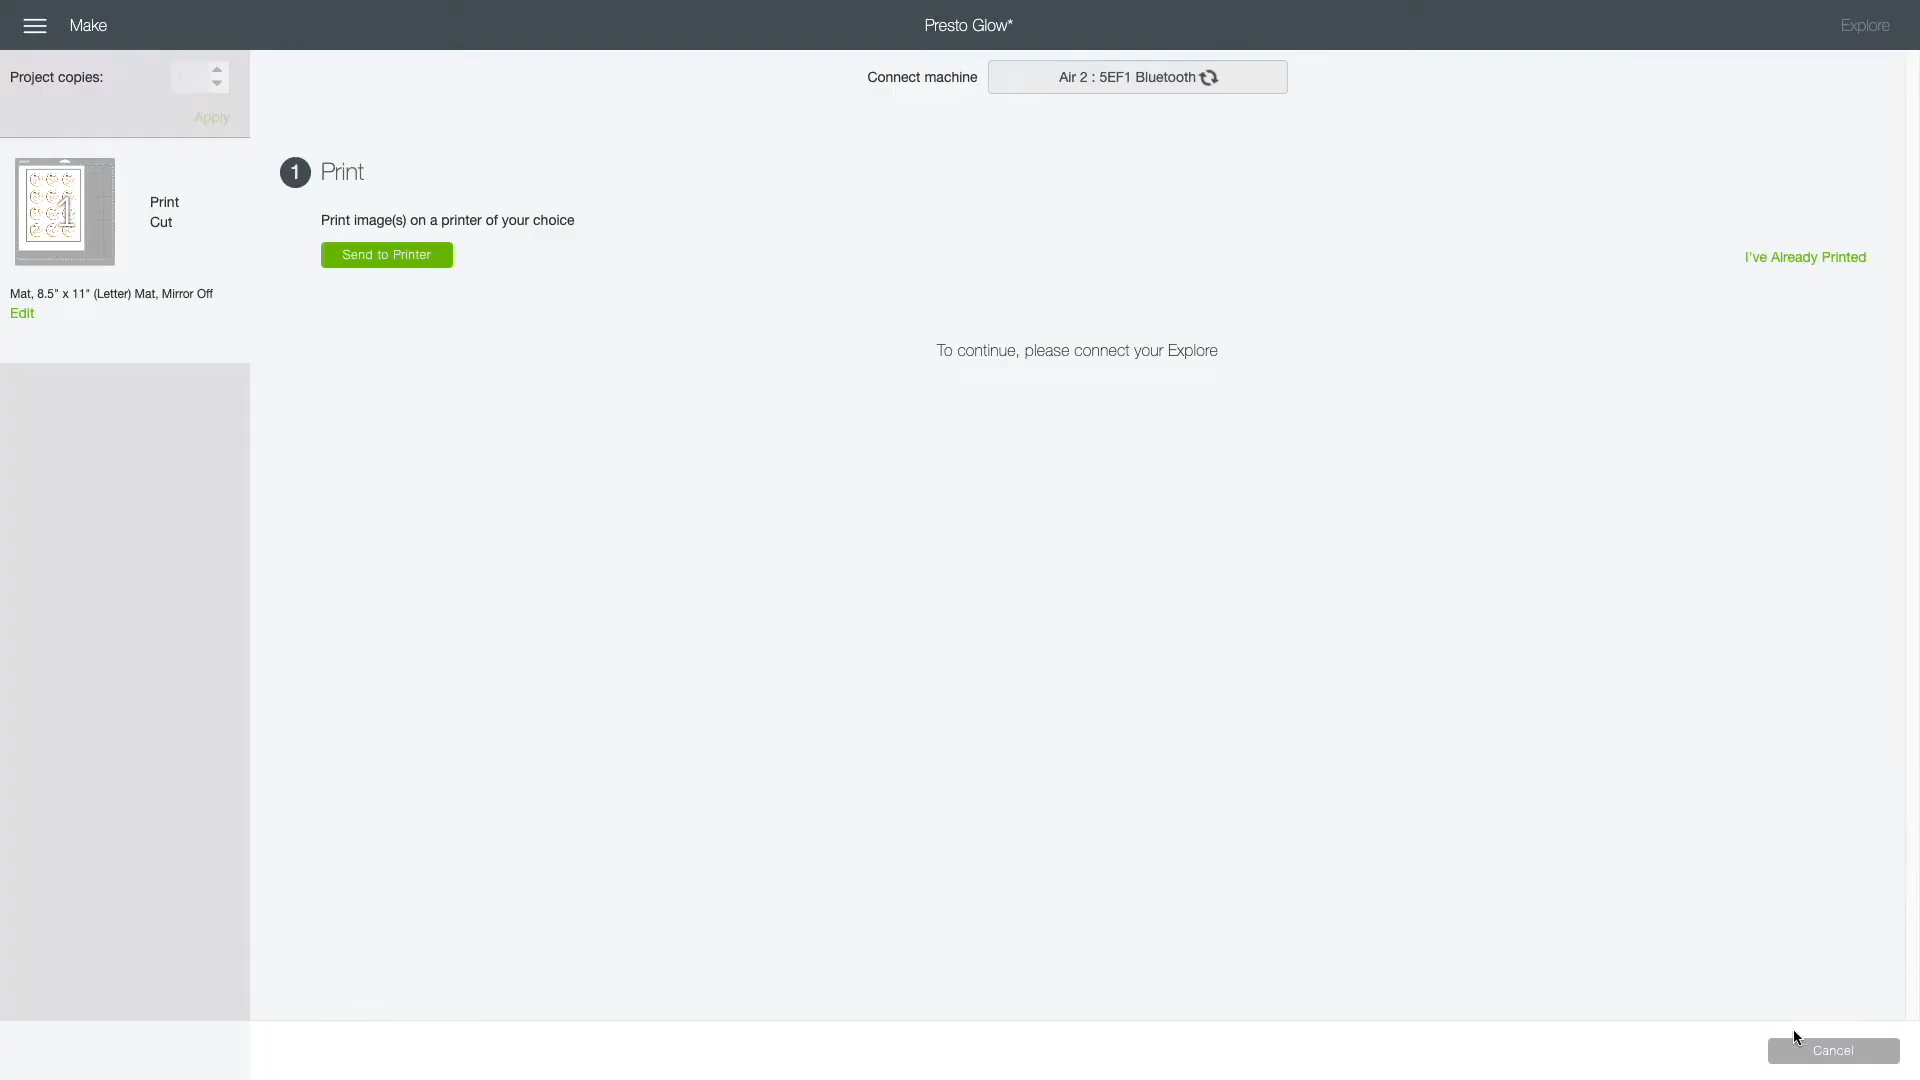 Make
Presto Glow*
Explore
Project copies:
Apply
Connect machine
Air 2 : 5EF1 Bluetooth
1
Print
Print
Cut
Print image(s) on a printer of your choice
Send to Printer
I've Already Printed
Mat, 8.5" x 11" (Letter) Mat, Mirror Off
Edit
To continue, please connect your Explore
1
Cancel